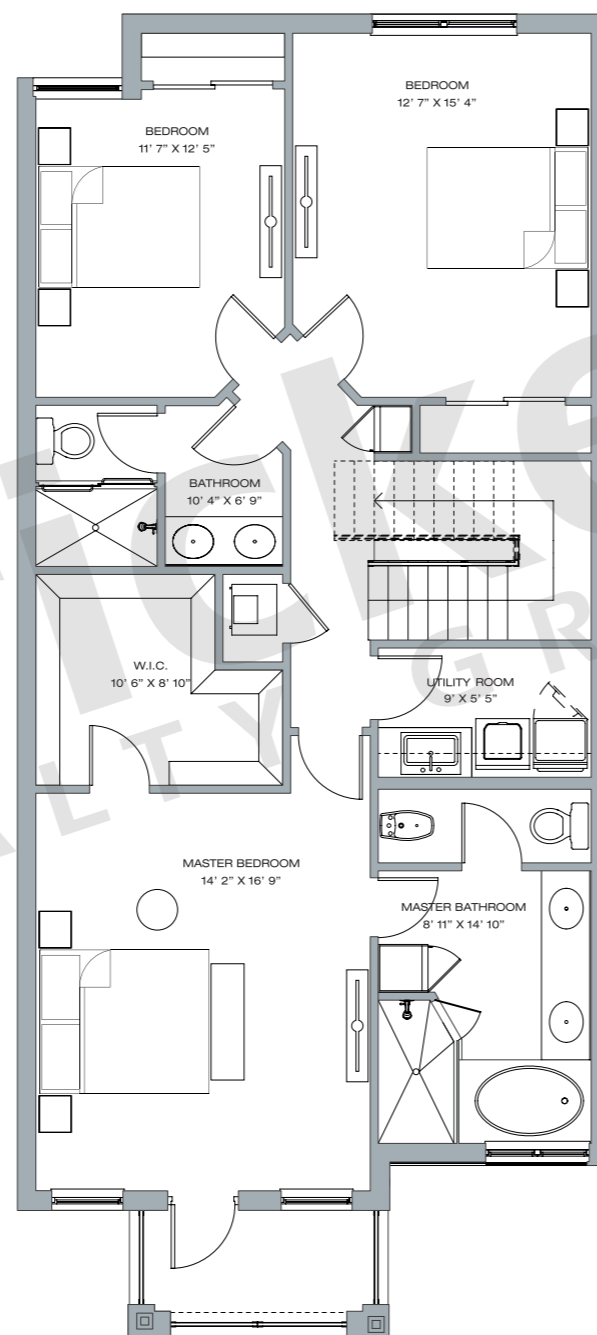 BEDROOM
12' 7" X 15' 4"
BEDROOM
11' 7" X 12' 5"
BATHROOM
10' 4" X 6' 9"
W.I.C.
10' 6" X 8' 10"
UTILITY ROOM
9' X 5' 5"
MASTER BEDROOM
14' 2" X 16' 9"
MASTER BATHROOM
8' 11" X 14' 10"